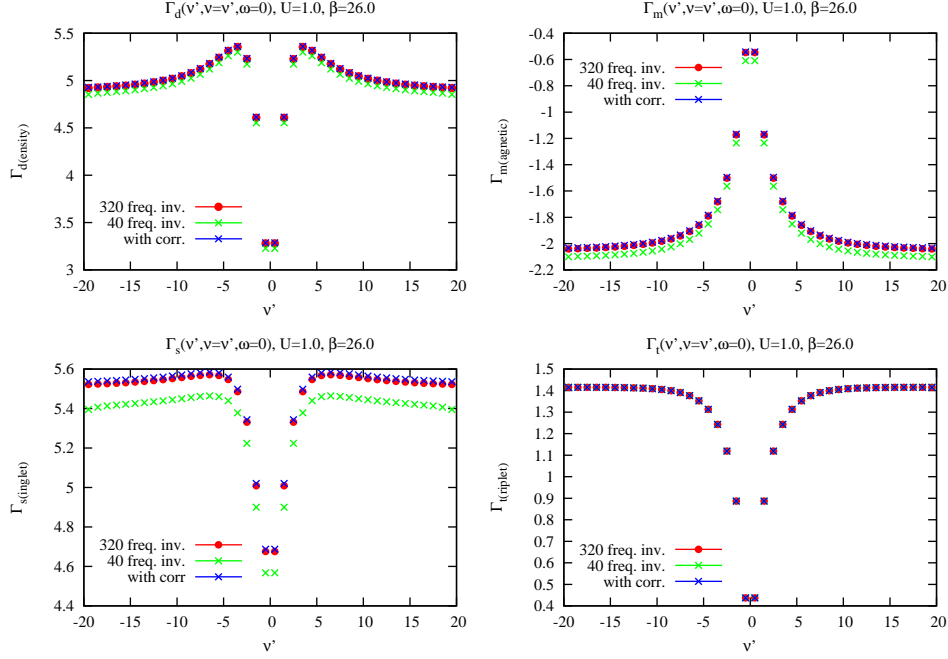 Γd(ν’,ν=ν’,ω=0), U=1.0, β=26.0
5.5
5
4.5
4
3.5
3
Γd(ensity)
320 freq. inv.
40 freq. inv.
with corr.
-20 -15 -10 -5 0 5 10 15 20
ν’
Γm(ν’,ν=ν’,ω=0), U=1.0, β=26.0
-0.4
-0.6
-0.8
-1
-1.2
-1.4
-1.6
-1.8
-2
-2.2
Γm(agnetic)
320 freq. inv.
40 freq. inv.
with corr.
-20 -15 -10 -5 0 5 10 15 20
ν’
Γs(ν’,ν=ν’,ω=0), U=1.0, β=26.0
5.6
5.4
5.2
5
4.8
4.6
4.4
Γs(inglet)
320 freq. inv.
40 freq. inv.
with corr
-20 -15 -10 -5 0 5 10 15 20
ν’
Γt(ν’,ν=ν’,ω=0), U=1.0, β=26.0
1.5
1.4
1.3
1.2
1.1
1
0.9
0.8
0.7
0.6
0.5
0.4
Γt(riplet)
320 freq. inv.
40 freq. inv.
with corr.
-20 -15 -10 -5 0 5 10 15 20
ν’